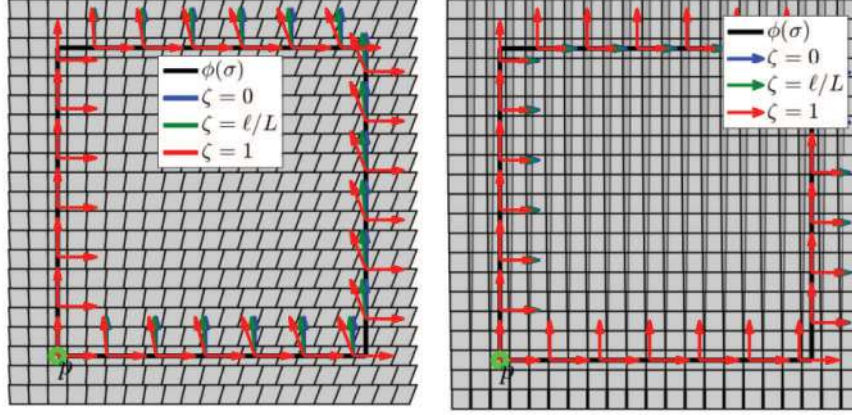 ϕ(σ)
ζ = 0
ζ = ℓ/L
ζ = 1
p
ϕ(σ)
ζ = 0
ζ = ℓ/L
ζ = 1
p